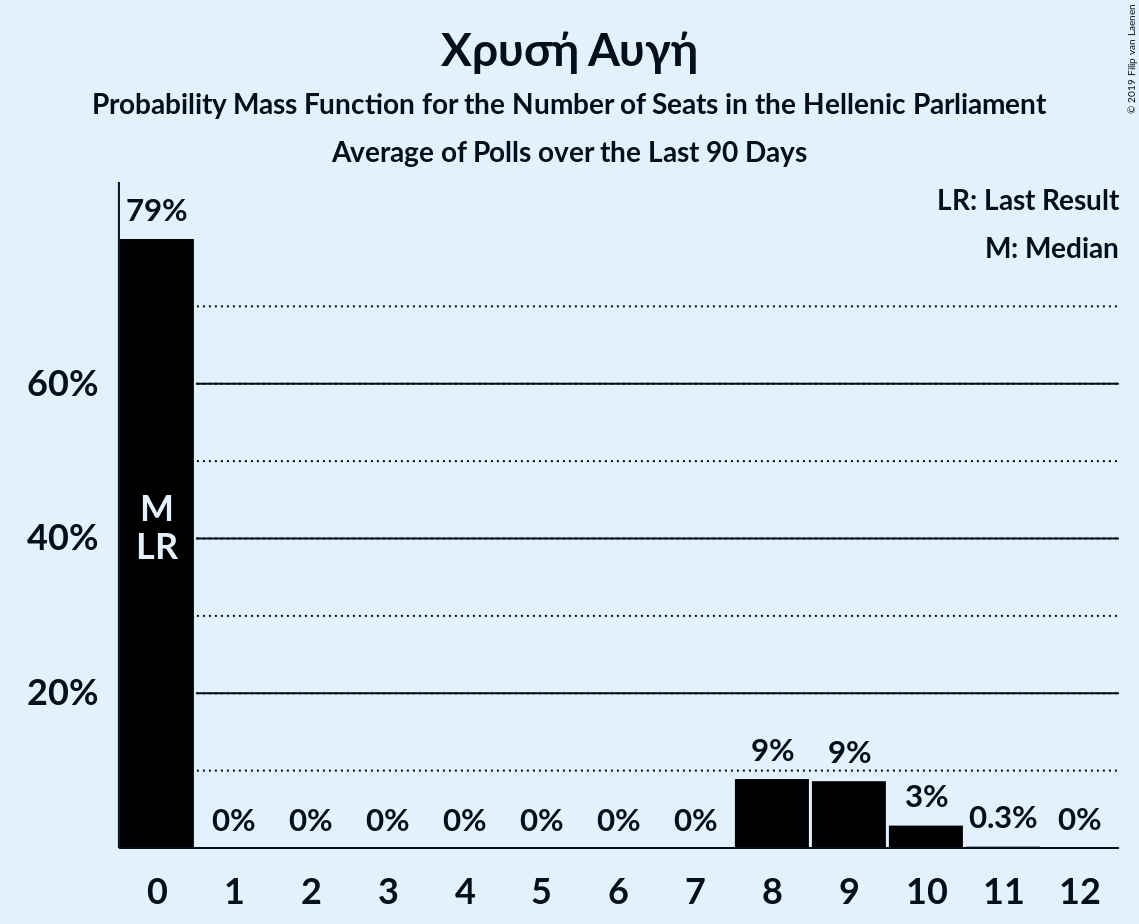 Χρυσή Αυγή
Probability Mass Function for the Number of Seats in the Hellenic Parliament
Average of Polls over the Last 90 Days
© 2019 Filip van Laenen
LR: Last Result
M: Median
79%
60%
40%
20%
M
LR
0% 0% 0% 0% 0% 0% 0% 9% 9% 3% 0.3% 0%
0 1 2 3 4 5 6 7 8 9 10 11 12